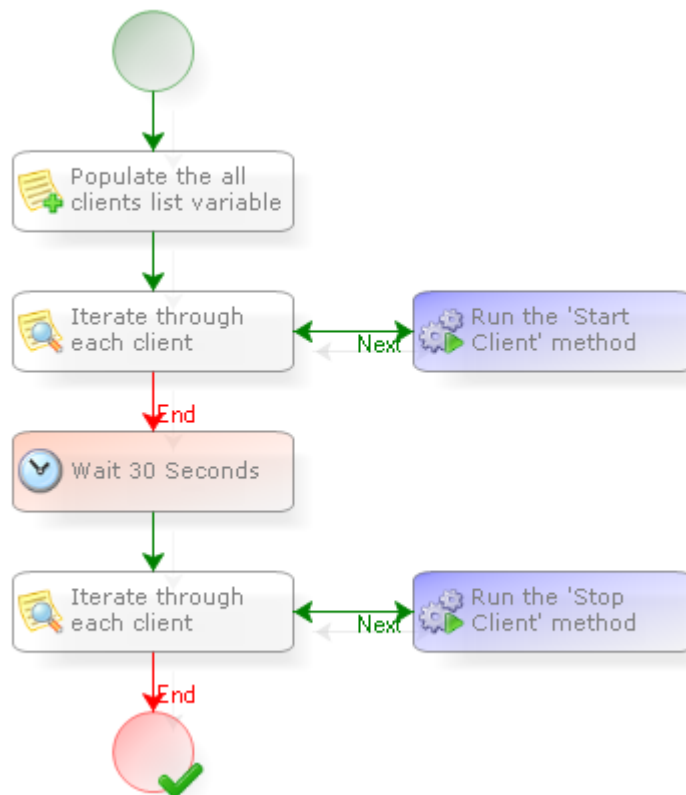 Populate the all
clients list variable
Iterate through
each client
Next
Run the 'Start
Client' method
End
Wait 30 Seconds
Iterate through
each client
Next
Run the 'Stop
Client' method
End